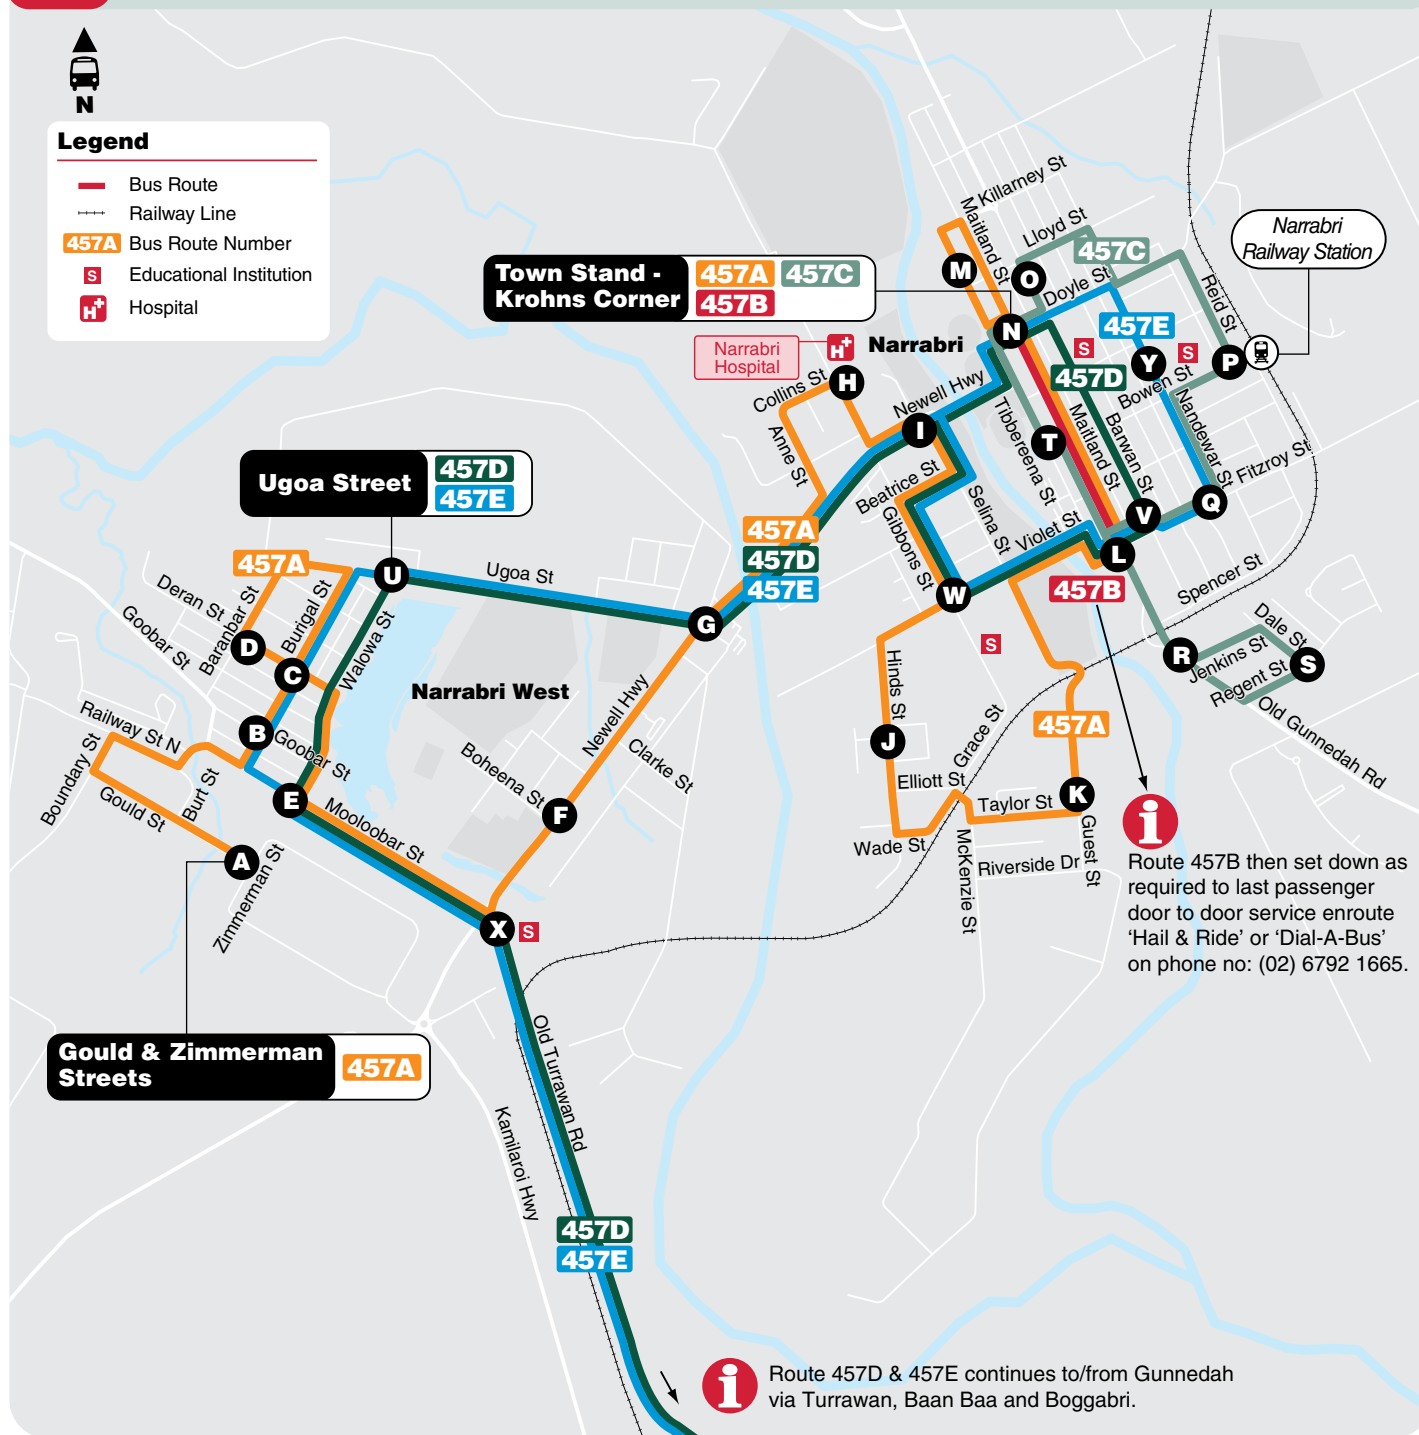 N
Legend
Bus Route
Railway Line
457A Bus Route Number
S Educational Institution
H+ Hospital
Killarney St
Maitland St
Lloyd St
457C
Narrabri
Railway Station
Town Stand -
Krohns Corner
457A 457C
457B
M
O
Doyle St
Reid St
N
457E
Narrabri
Hospital
H+
Narrabri
S
S
Y
P
457D
Bowen St
Collins St
H
Newell Hwy
Anne St
I
Tibbereena St
T
Maitland St
Barwan St
Nandewar St
Fitzroy St
Ugoa Street
457D
457E
Beatrice St
Gibbons St
Selina St
Violet St
V
Q
L
457A
457D
457E
457A
U
Ugoa St
Deran St
Goobar St
Baranbar St
Burigal St
Walowa St
W
457B
Spencer St
G
D
C
S
R
Jenkins St
Dale St
Regent St
S
Old Gunnedah Rd
Narrabri West
Hinds St
Railway St N
B
Goobar St
Newell Hwy
Clarke St
J
Grace St
457A
Boundary St
Gould St
Burt St
E
Mooloobar St
Boheena St
F
Elliott St
Taylor St
K
Wade St
McKenzie St
Riverside Dr
Guest St
A
Zimmerman St
X
S
i
Route 457B then set down as
required to last passenger
door to door service enroute
‘Hail & Ride’ or ‘Dial-A-Bus’
on phone no: (02) 6792 1665.
Gould & Zimmerman
Streets
457A
Old Turrawan Rd
Kamilaroi Hwy
457D
457E
i
Route 457D & 457E continues to/from Gunnedah
via Turrawan, Baan Baa and Boggabri.